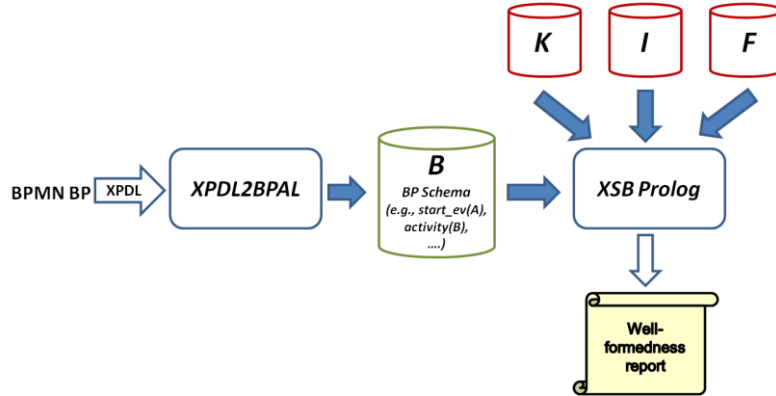 K
I
F
BPMN BP
XPDL
XPDL2BPAL
B
BP Schema
(e.g., start_ev(A),
activity(B),
....)
XSB Prolog
Well-
formedness
report